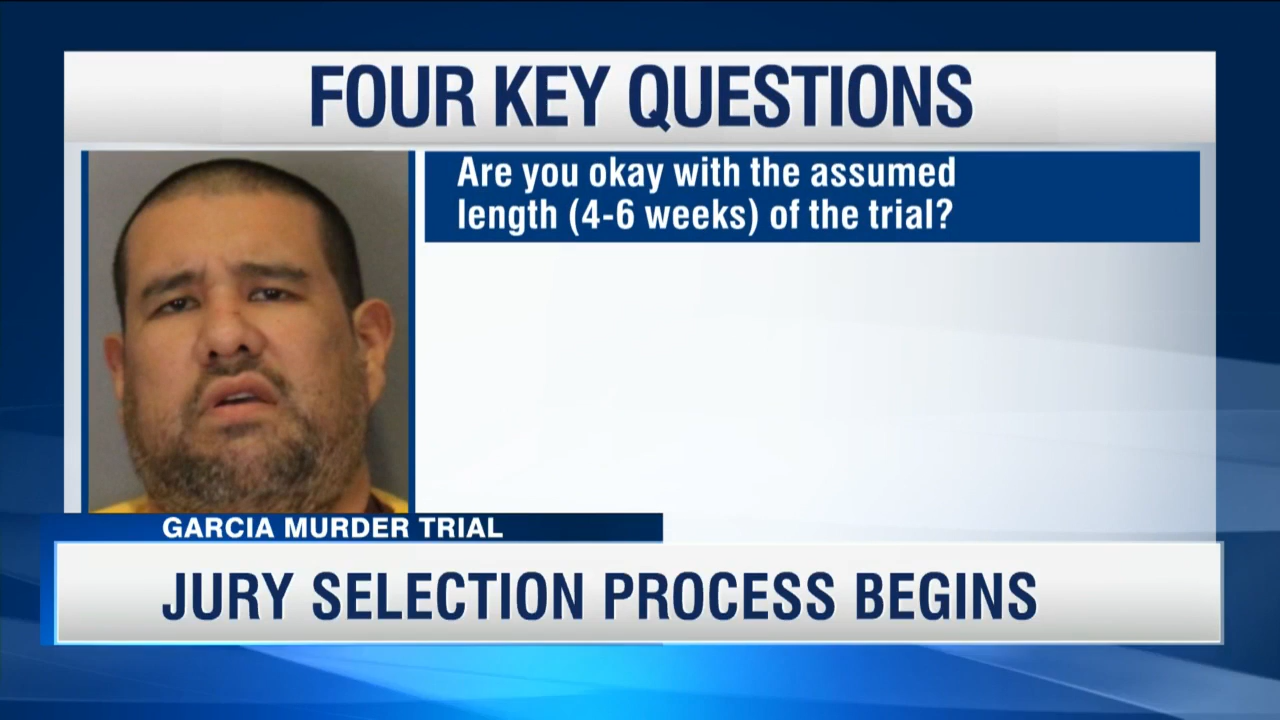 FOUR KEY QUESTIONS
Are you okay with the assumed
length (4-6 weeks) of the trial?
GARCIA MURDER TRIAL
JURY SELECTION PROCESS BEGINS